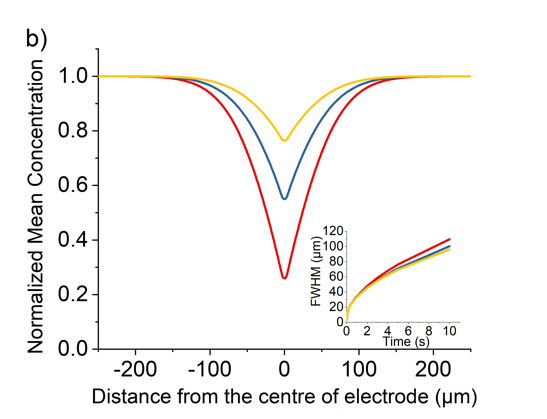 b)
Normalized Mean Concentration
1.0
0.8
0.6
0.4
0.2
0.0
-200 -100 0 100 200
Distance from the centre of electrode (μm)
FWHM (μm)
120
100
80
60
40
20
0
0 2 4 6 8 10
Time (s)